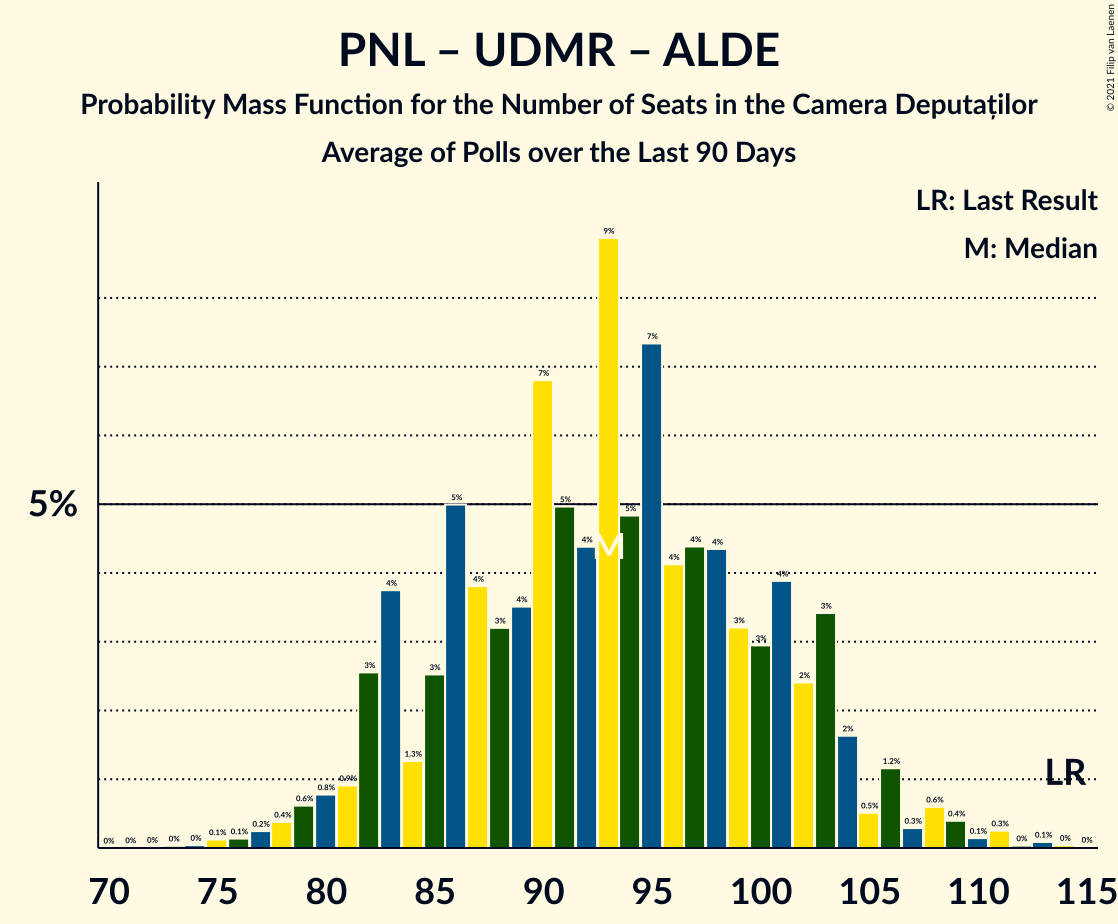 PNL – UDMR – ALDE
Probability Mass Function for the Number of Seats in the Camera Deputaților
Average of Polls over the Last 90 Days
© 2021 Filip van Laenen
LR: Last Result
M: Median
5%
0% 0% 0% 0% 0% 0.1% 0.1% 0.2% 0.4% 0.6% 0.8% 0.9% 3% 4% 1.3% 3% 5% 4% 3% 4% 7% 5% 4% 9% 5% 7% 4% 4% 4% 3% 3% 4% 2% 3% 2% 0.5% 1.2% 0.3% 0.6% 0.4% 0.1% 0.3% 0% 0.1% 0% 0%
M
LR
70 75 80 85 90 95 100 105 110 115